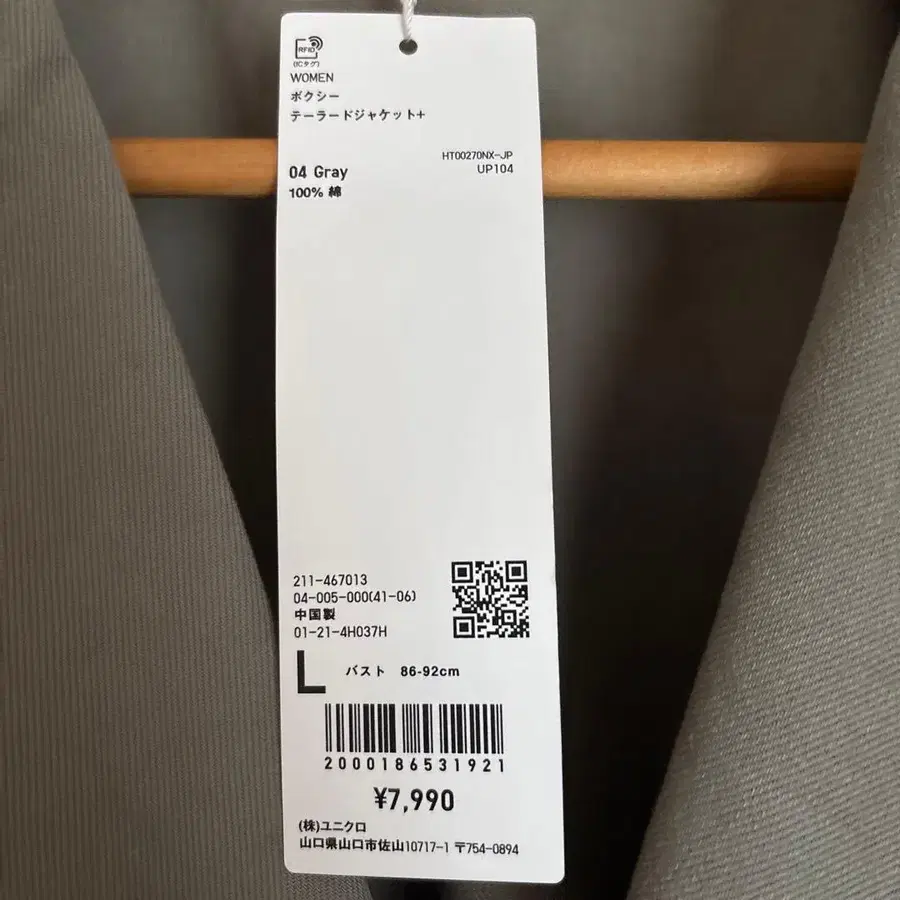 RFID
(ICタグ)
WOMEN
ボクシー
テーラードジャケット+
HT00270NX-JP
04 Gray
UP104
100% 綿
211-467013
04-005-000(41-06)
中国製
01-21-4H037H
L バスト 86-92cm
2000186531921
¥7,990
(株)ユニクロ
山口県山口市佐山10717-1 〒754-0894